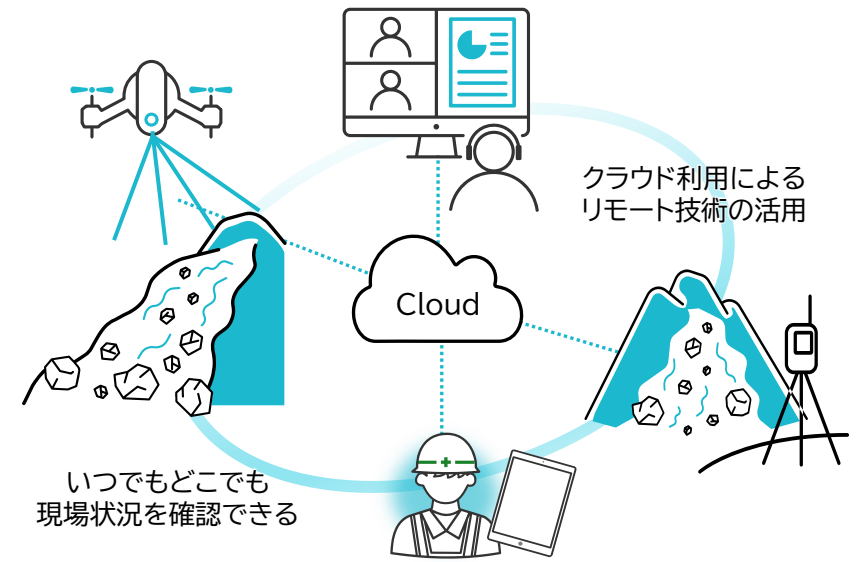 クラウド利用による
リモート技術の活用
Cloud
いつでもどこでも
現場状況を確認できる